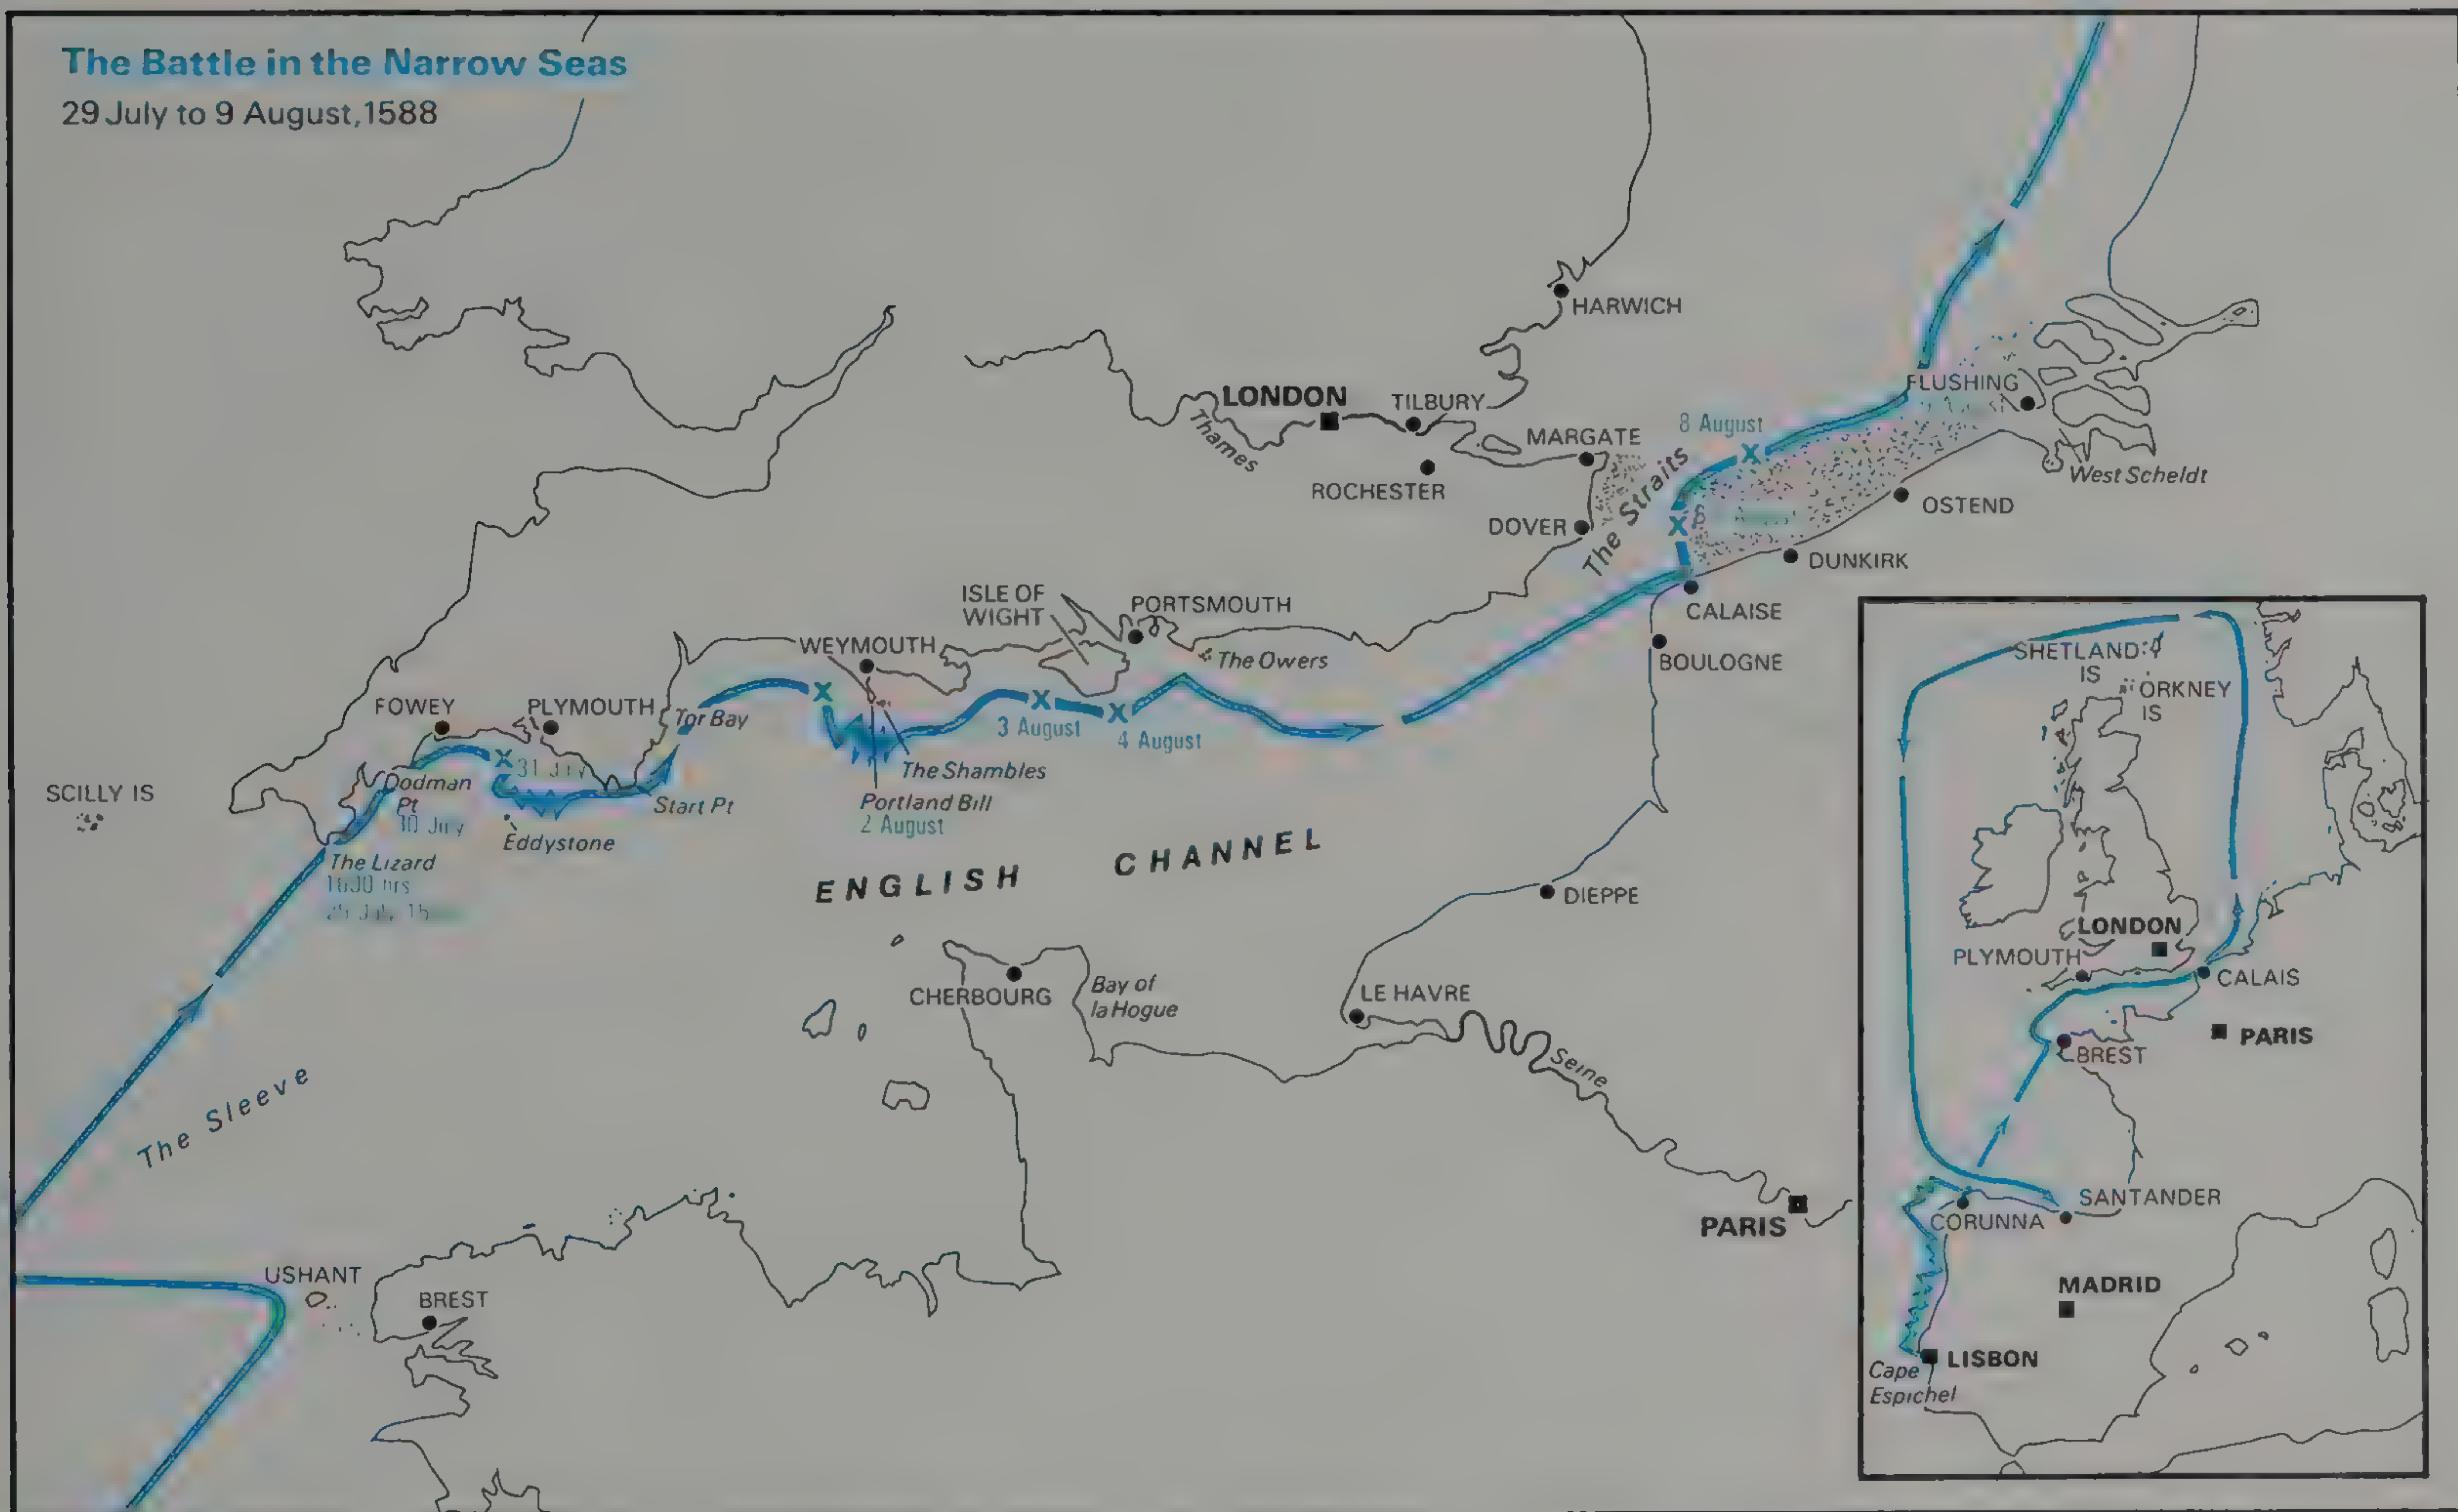 The Battle in the Narrow Seas
29 July to 9 August, 1588
HARWICH
LONDON
TILBURY
Thames
MARGATE
ROCHESTER
DOVER
The Straits
8 August
X
X
FLUSHING
West Scheldt
OSTEND
DUNKIRK
CALAISE
BOULOGNE
ISLE OF
WIGHT
PORTSMOUTH
The Owers
WEYMOUTH
X
X
3 August
X
4 August
The Shambles
Portland Bill
2 August
FOWEY
PLYMOUTH
Tor Bay
X
31
Start Pt
Eddystone
Dodman
Pt
SCILLY IS
The Lizard
ENGLISH CHANNEL
DIEPPE
CHERBOURG
Bay of
la Hogue
LE HAVRE
Seine
PARIS
The Sleeve
USHANT
BREST
SHETLAND
IS
ORKNEY
IS
LONDON
PLYMOUTH
CALAIS
PARIS
BREST
SANTANDER
CORUNNA
MADRID
LISBON
Cape
Espichel